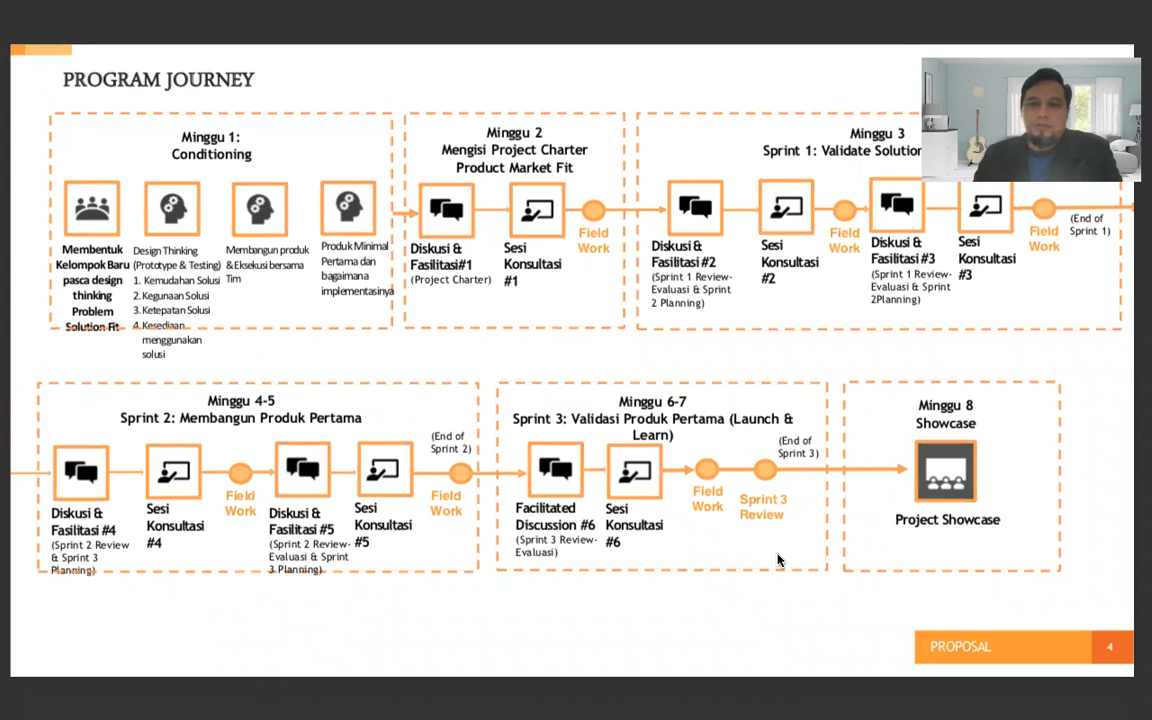 PROGRAM JOURNEY
Minggu 1:
Conditioning
Membentuk
Kelompok Baru
pasca design
thinking
Problem
Solution Fit
Design Thinking
(Prototype & Testing)
1. Kemudahan Solusi
2. Kegunaan Solusi
3. Ketepatan Solusi
4. Kesediaan
menggunakan
solusi
Membangun produk
& Eksekusi bersama
Tim
Produk Minimal
Pertama dan
bagaimana
implementasinya
Minggu 2
Mengisi Project Charter
Product Market Fit
Diskusi &
Fasilitasi#1
(Project Charter)
Sesi
Konsultasi
#1
Field
Work
Minggu 3
Sprint 1: Validate Solution
Diskusi &
Fasilitasi #2
(Sprint 1 Review-
Evaluasi & Sprint
2 Planning)
Sesi
Konsultasi
#2
Field
Work
Diskusi &
Fasilitasi #3
(Sprint 1 Review-
Evaluasi & Sprint
2Planning)
Sesi
Konsultasi
#3
Field
Work
(End of
Sprint 1)
Minggu 4-5
Sprint 2: Membangun Produk Pertama
Diskusi &
Fasilitasi #4
(Sprint 2 Review
& Sprint 3
Planning)
Sesi
Konsultasi
#4
Field
Work
Diskusi &
Fasilitasi #5
(Sprint 2 Review-
Evaluasi & Sprint
3 Planning)
Sesi
Konsultasi
#5
(End of
Sprint 2)
Field
Work
Minggu 6-7
Sprint 3: Validasi Produk Pertama (Launch &
Learn)
Facilitated
Discussion #6
(Sprint 3 Review-
Evaluasi)
Sesi
Konsultasi
#6
Field
Work
(End of
Sprint 3)
Sprint 3
Review
Minggu 8
Showcase
Project Showcase
PROPOSAL
4